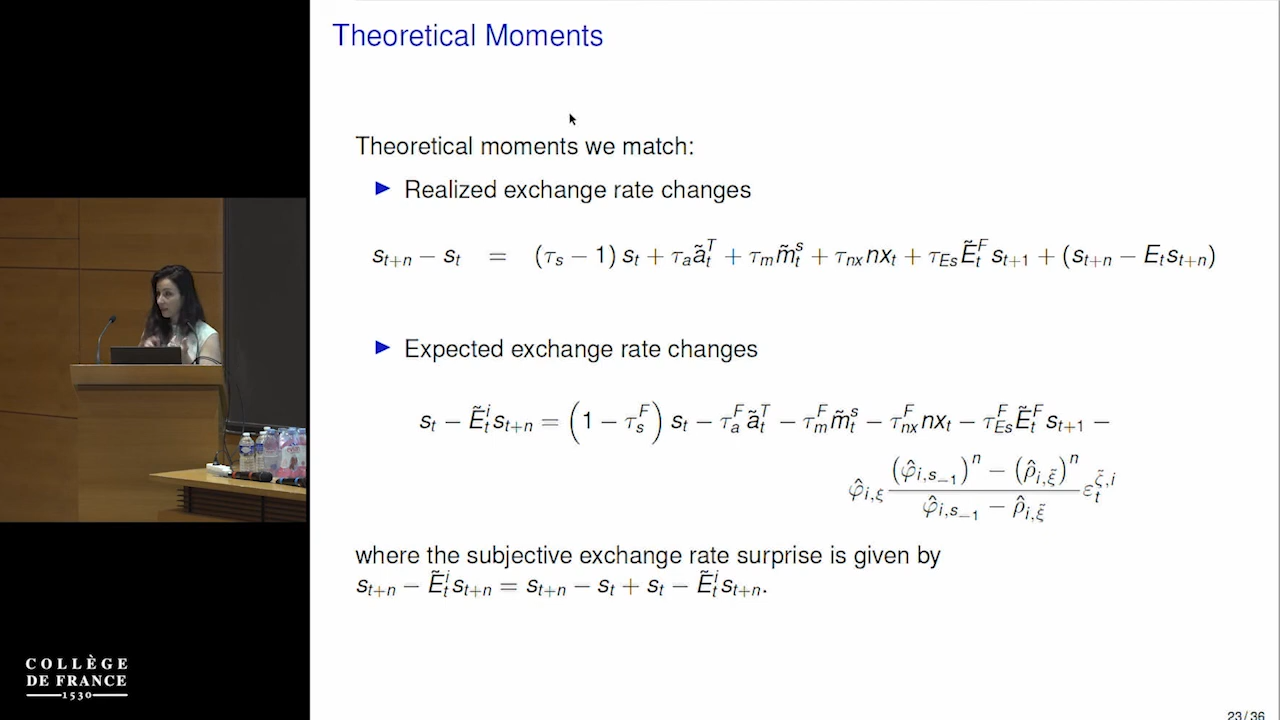 Theoretical Moments
Theoretical moments we match:
▶ Realized exchange rate changes
s_{t+n} − s_t = (τ_s − 1) s_t + τ_a ã_t^T + τ_m m̃_t^s + τ_{nx} nx_t + τ_{Es} Ẽ_t^F s_{t+1} + (s_{t+n} − E_t s_{t+n})
▶ Expected exchange rate changes
s_t − Ẽ_t^i s_{t+n} = (1 − τ_s^F) s_t − τ_a^F ã_t^T − τ_m^F m̃_t^s − τ_{nx}^F nx_t − τ_{Es}^F Ẽ_t^F s_{t+1} −
φ̂_{i,ξ} ((φ̂_{i,s_{−1}})^n − (ρ̂_{i,ξ̃})^n) / (φ̂_{i,s_{−1}} − ρ̂_{i,ξ̃}) ε_t^{ζ̃,i}
where the subjective exchange rate surprise is given by
s_{t+n} − Ẽ_t^i s_{t+n} = s_{t+n} − s_t + s_t − Ẽ_t^i s_{t+n}.
COLLÈGE
DE FRANCE
1530
23/36